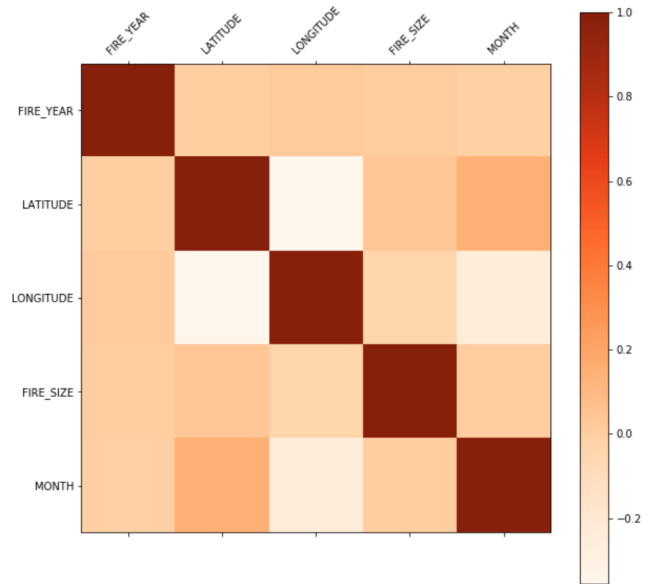 FIRE_YEAR
LATITUDE
LONGITUDE
FIRE_SIZE
MONTH
FIRE_YEAR
LATITUDE
LONGITUDE
FIRE_SIZE
MONTH
1.0
0.8
0.6
0.4
0.2
0.0
−0.2